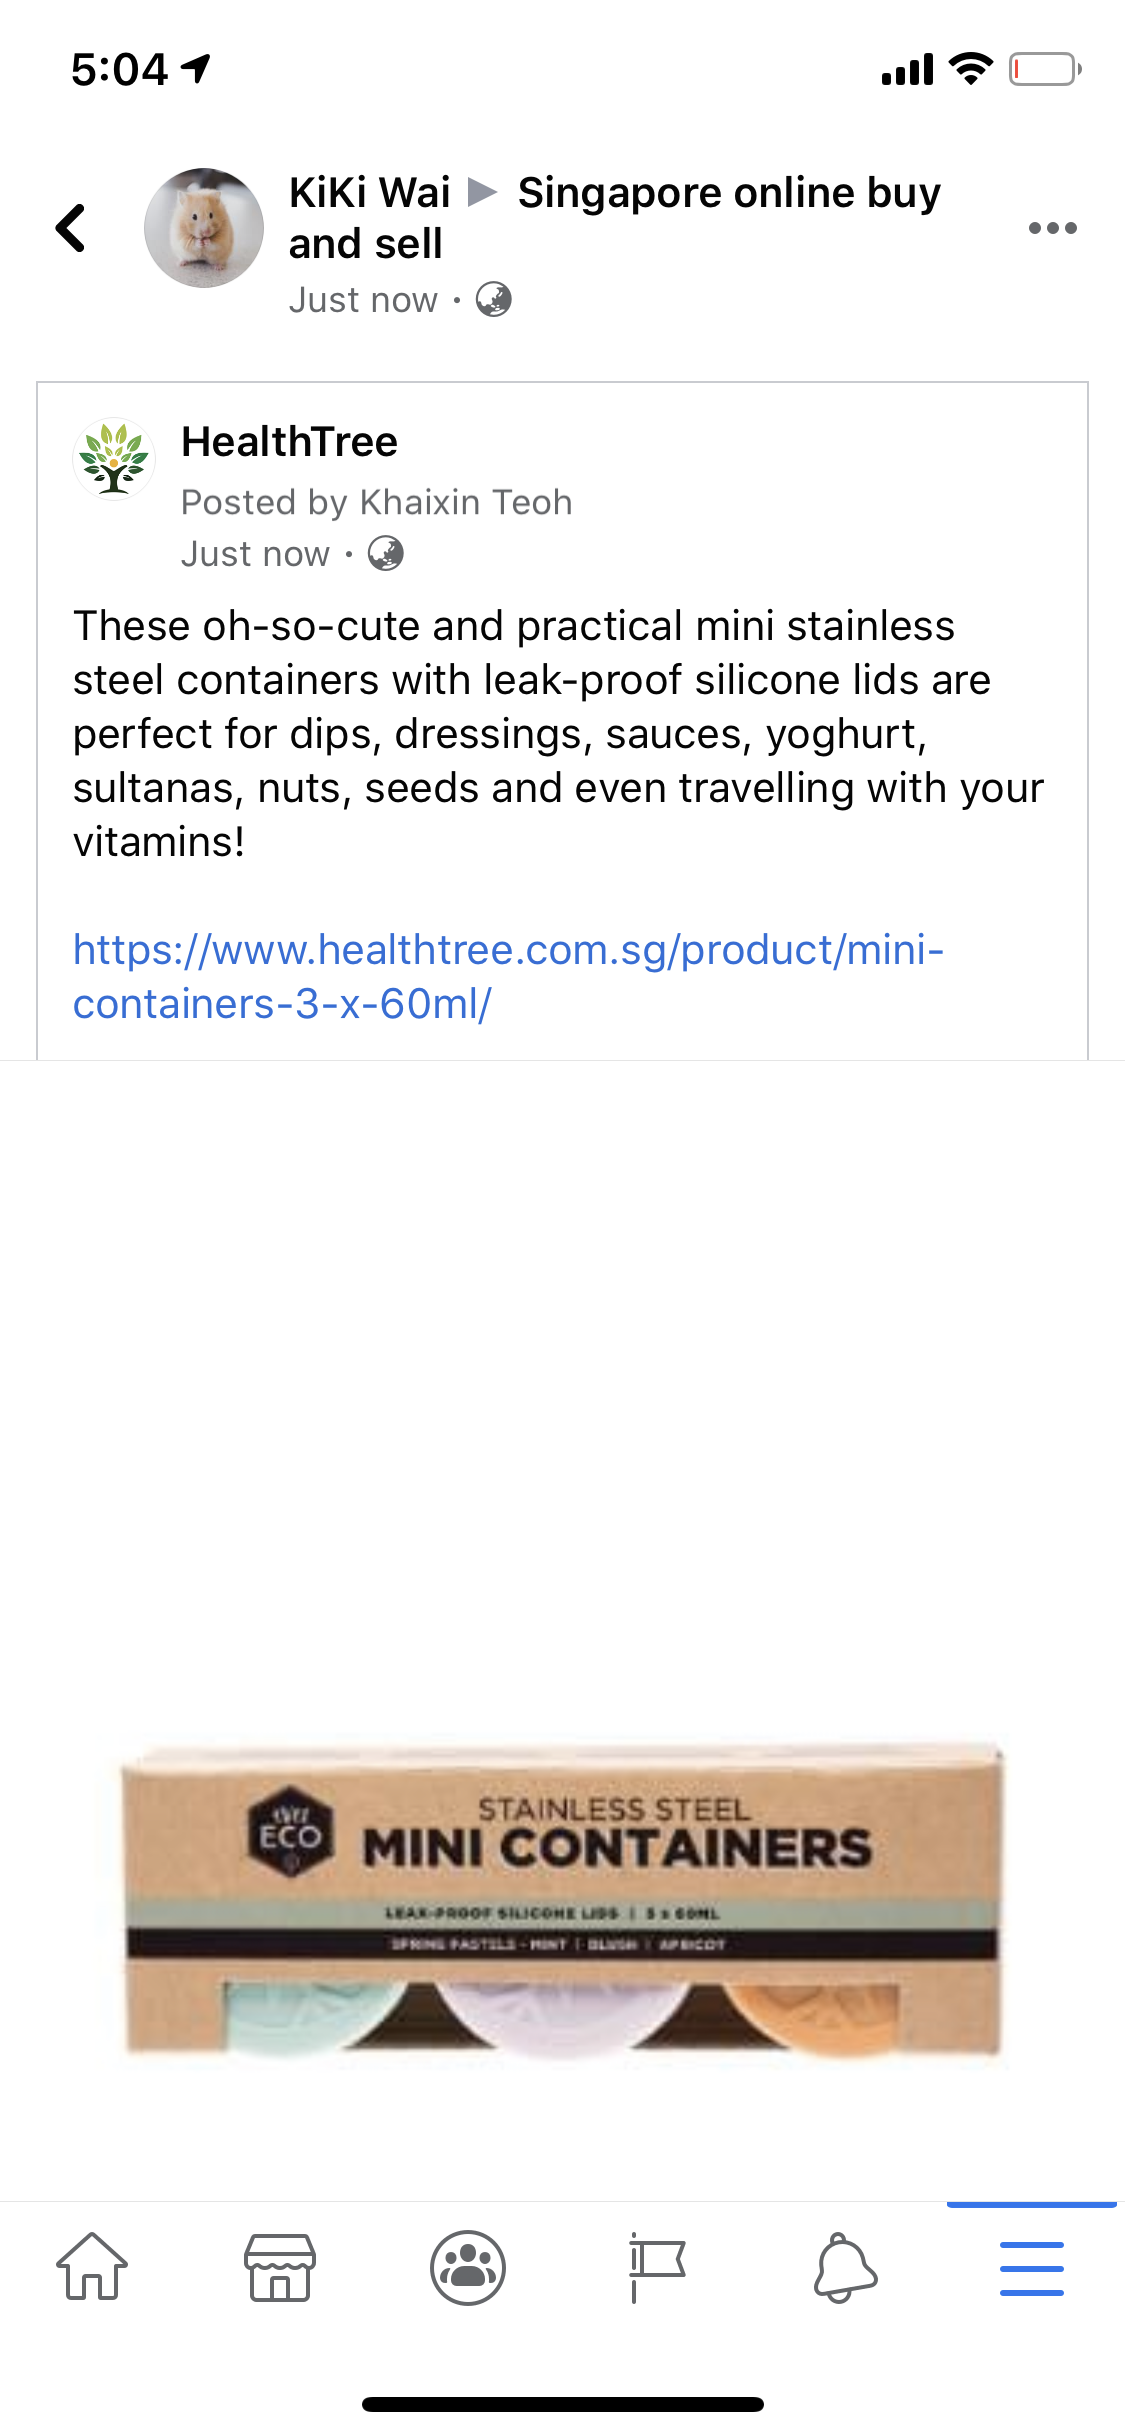 5:04
KiKi Wai ▶ Singapore online buy
and sell
Just now ·
HealthTree
Posted by Khaixin Teoh
Just now ·
These oh-so-cute and practical mini stainless
steel containers with leak-proof silicone lids are
perfect for dips, dressings, sauces, yoghurt,
sultanas, nuts, seeds and even travelling with your
vitamins!
https://www.healthtree.com.sg/product/mini-
containers-3-x-60ml/
ever
ECO
STAINLESS STEEL
MINI CONTAINERS
LEAK-PROOF SILICONE LIDS | 3 x 60ML
SPRING PASTELS - MINT | BLUSH | APRICOT